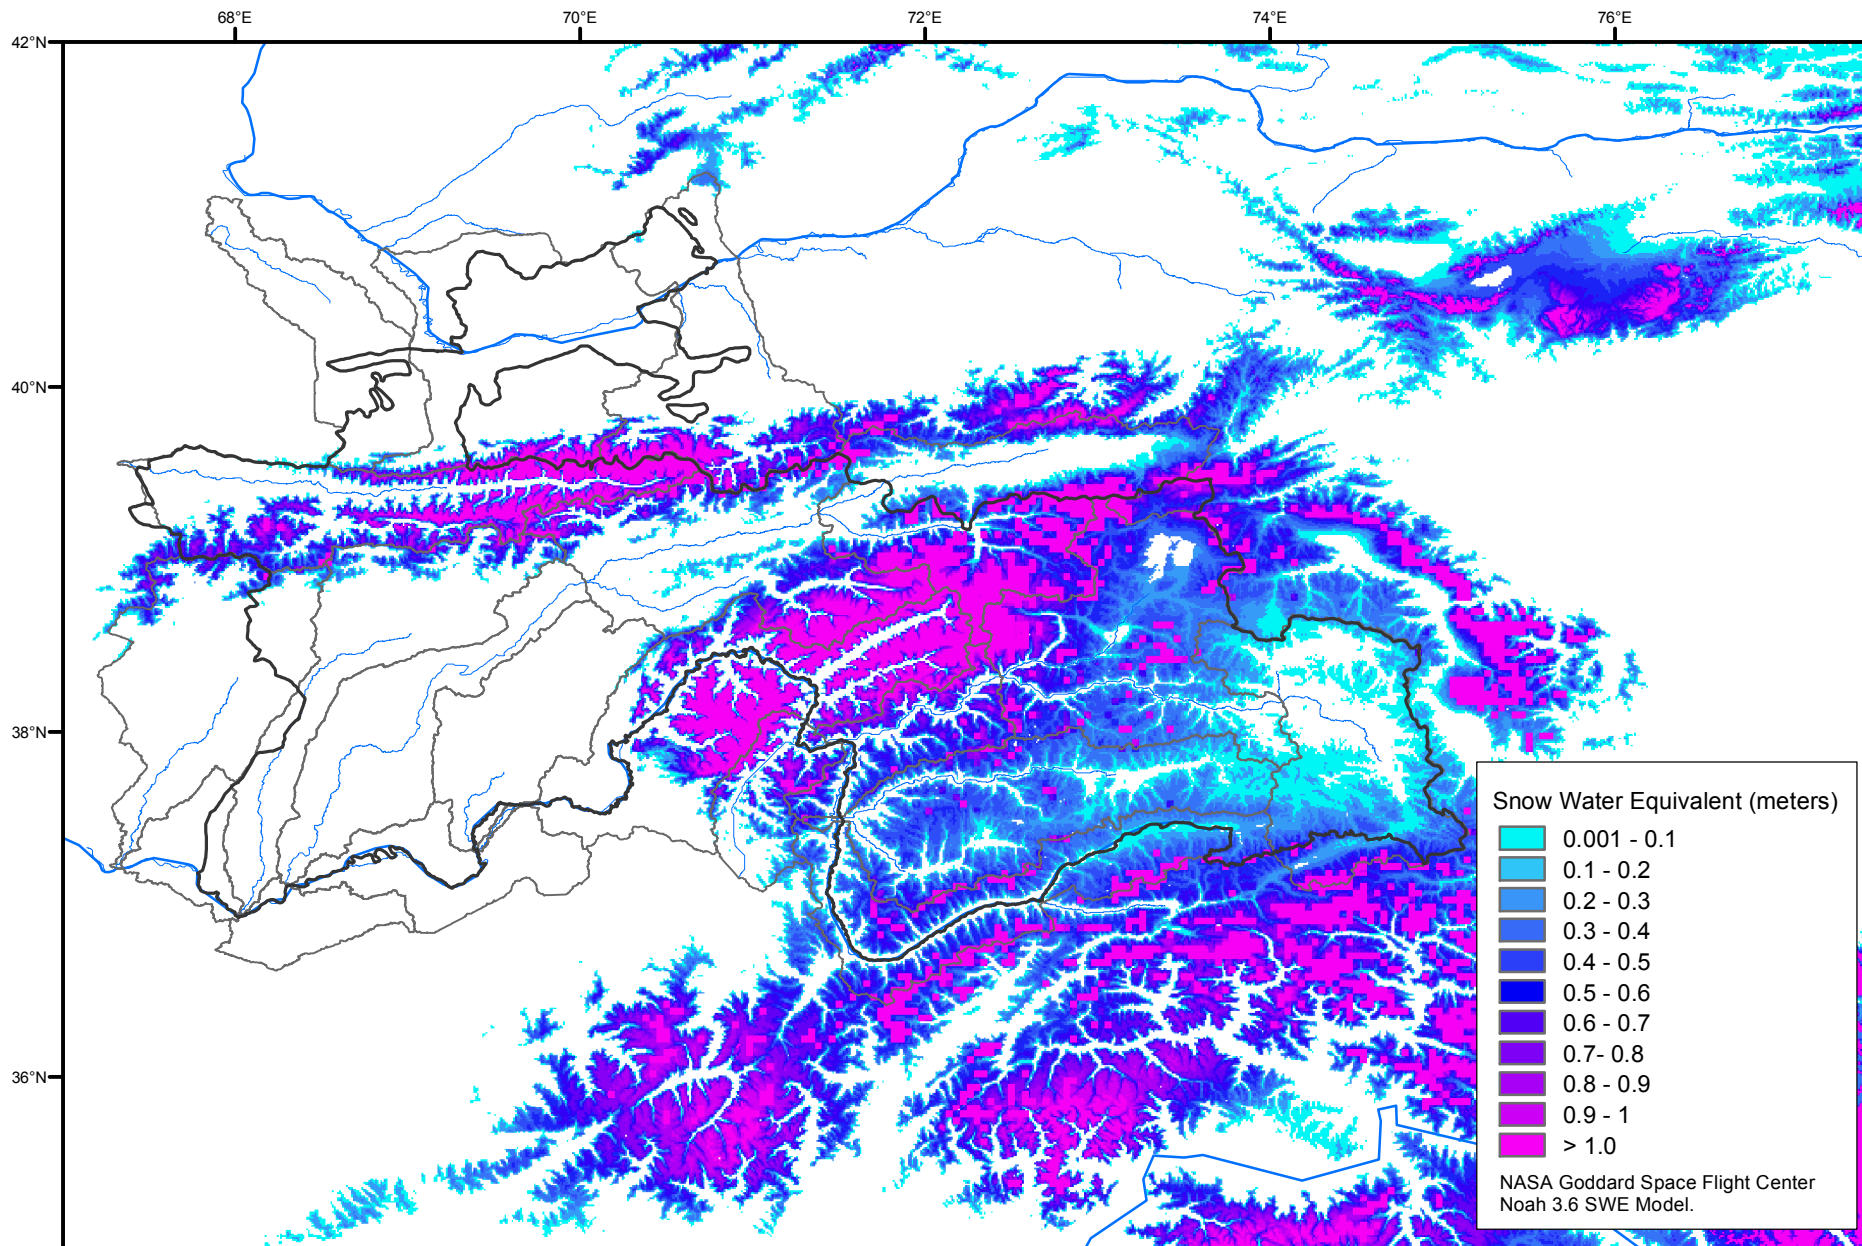 68°E 70°E 72°E 74°E 76°E
42°N
40°N
38°N
36°N
Snow Water Equivalent (meters)
0.001 - 0.1
0.1 - 0.2
0.2 - 0.3
0.3 - 0.4
0.4 - 0.5
0.5 - 0.6
0.6 - 0.7
0.7- 0.8
0.8 - 0.9
0.9 - 1
> 1.0
NASA Goddard Space Flight Center
Noah 3.6 SWE Model.